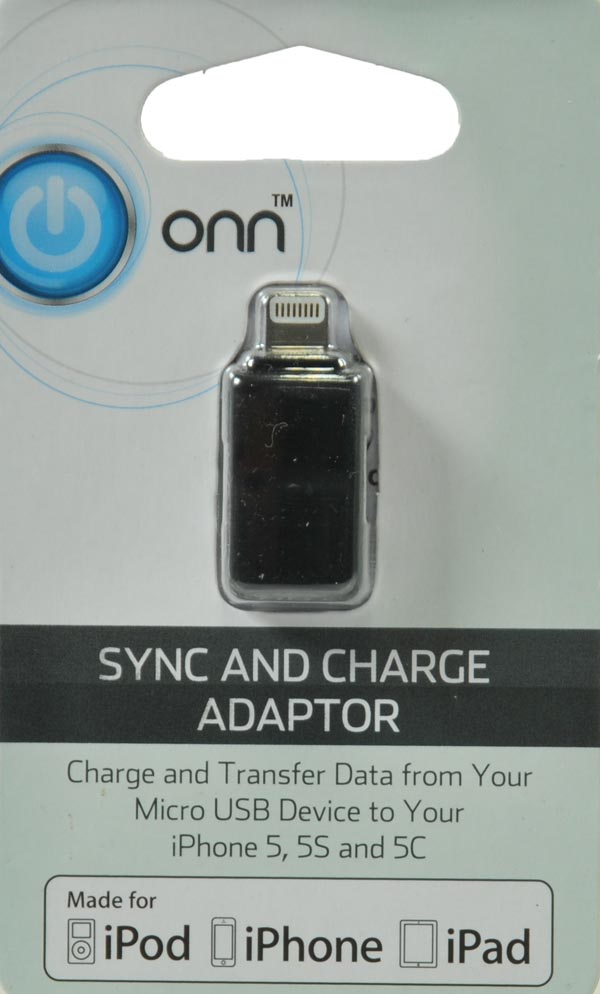 onn™
SYNC AND CHARGE
ADAPTOR
Charge and Transfer Data from Your
Micro USB Device to Your
iPhone 5, 5S and 5C
Made for
iPod iPhone iPad